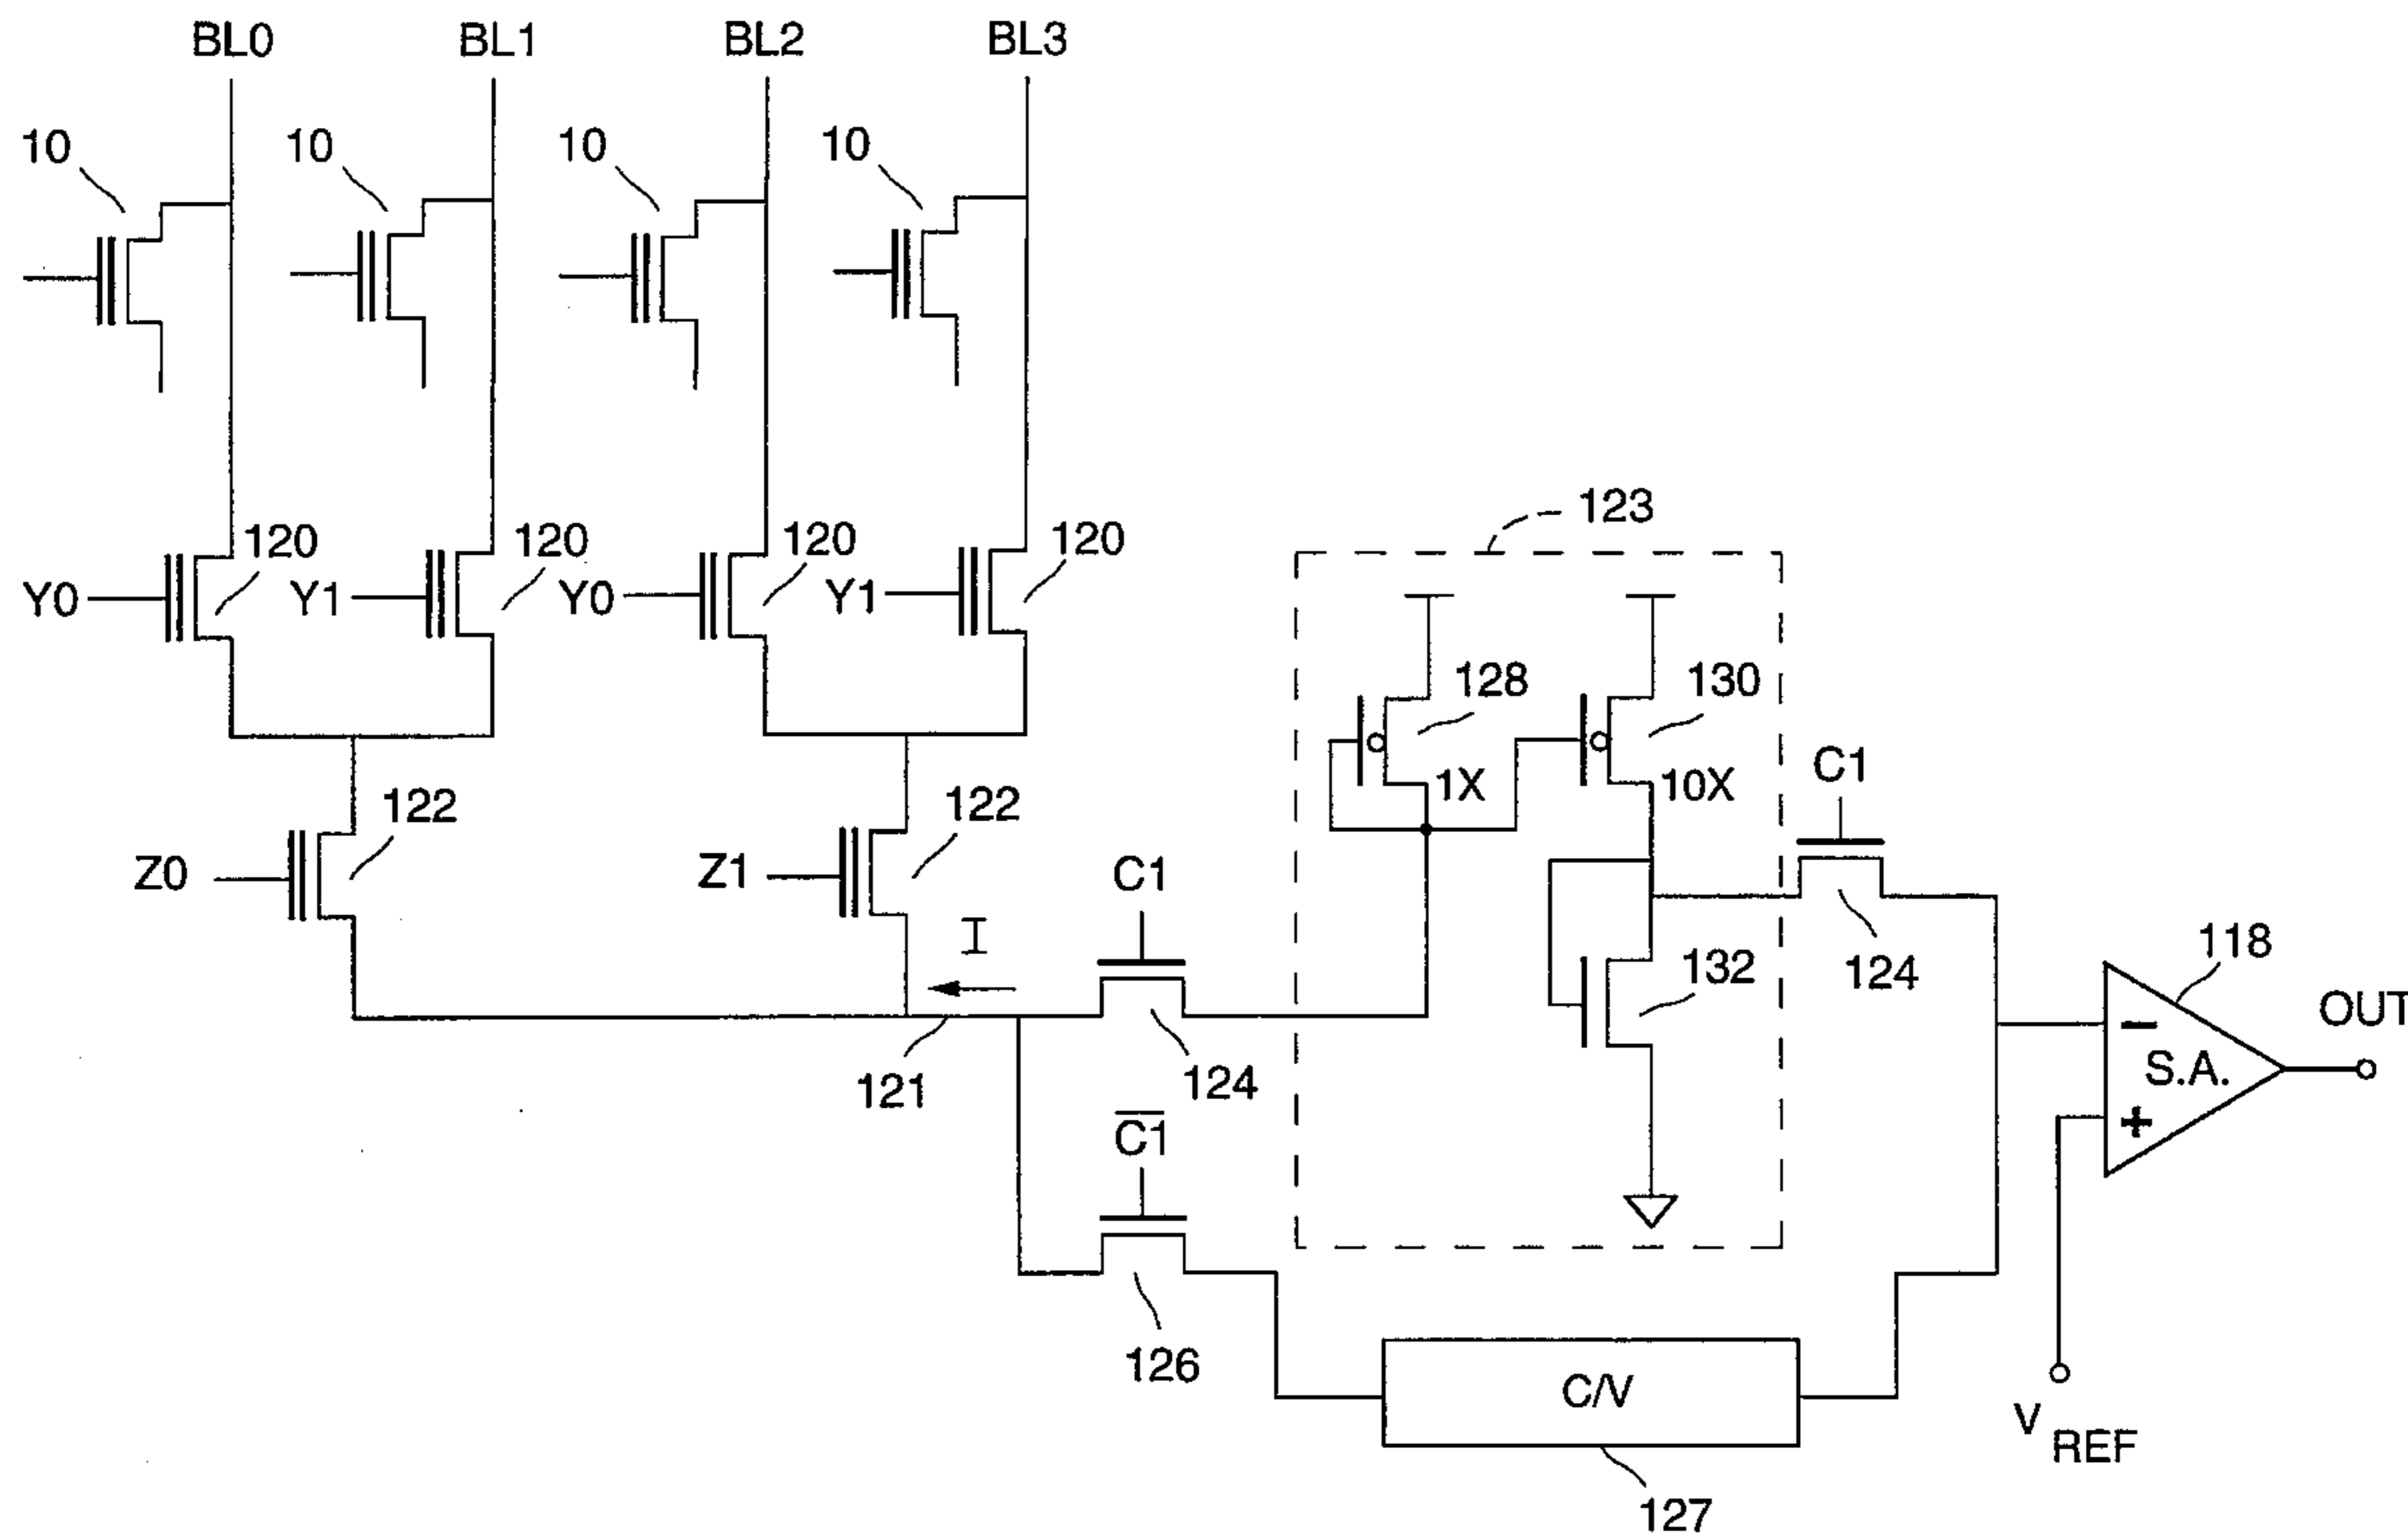 BL0 BL1 BL2 BL3
10 10 10 10
123
120 120 120 120
Y0 Y1 Y0 Y1
128 130
1X 10X
C1
122 122
Z0 Z1
C1
I
132 124 118
OUT
−
S.A.
+
121 124
C1
126
C/V
V REF
127